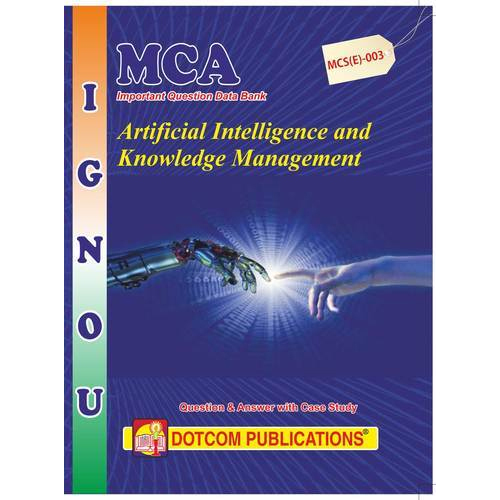 IGNOU
MCA
Important Question Data Bank
MCS(E)-003
Artificial Intelligence and
Knowledge Management
Question & Answer with Case Study
DOTCOM PUBLICATIONS®